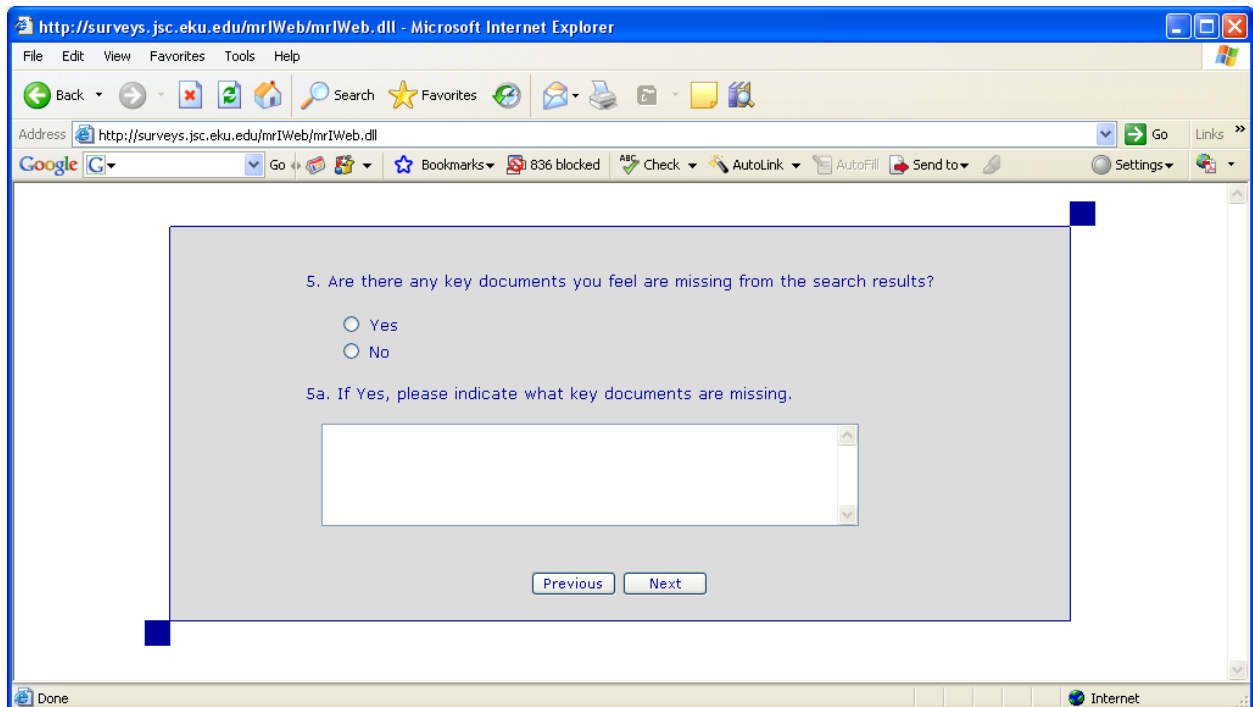 http://surveys.jsc.eku.edu/mrIWeb/mrIWeb.dll - Microsoft Internet Explorer
File Edit View Favorites Tools Help
Back Search Favorites
Address http://surveys.jsc.eku.edu/mrIWeb/mrIWeb.dll Go Links »
Google G Go Bookmarks 836 blocked ABC Check AutoLink AutoFill Send to Settings
5. Are there any key documents you feel are missing from the search results?
Yes
No
5a. If Yes, please indicate what key documents are missing.
Previous Next
Done Internet